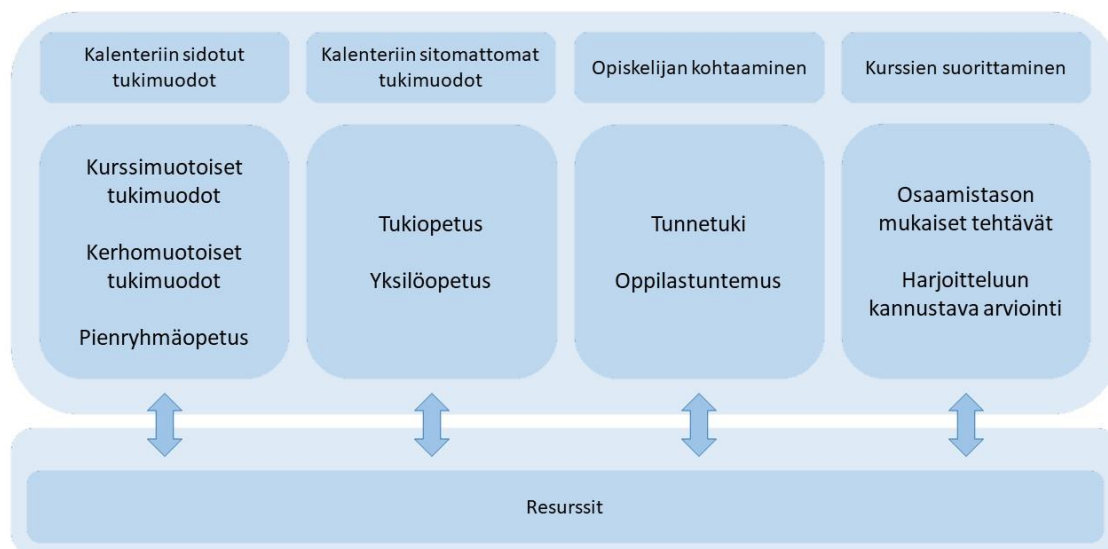 Kalenteriin sidotut
tukimuodot
Kalenteriin sitomattomat
tukimuodot
Opiskelijan kohtaaminen
Kurssien suorittaminen
Kurssimuotoiset
tukimuodot
Kerhomuotoiset
tukimuodot
Pienryhmäopetus
Tukiopetus
Yksilöopetus
Tunnetuki
Oppilastuntemus
Osaamistason
mukaiset tehtävät
Harjoitteluun
kannustava arviointi
Resurssit